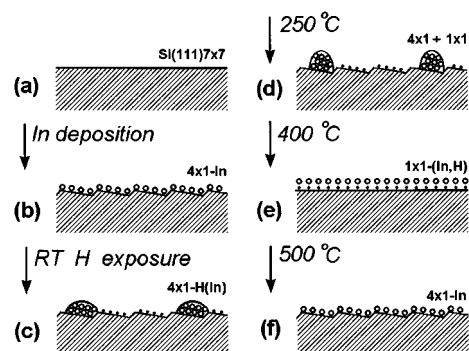 Si(111)7x7
(a)
In deposition
4x1-In
(b)
RT H exposure
4x1-H(In)
(c)
250 °C
4x1 + 1x1
(d)
400 °C
1x1-(In,H)
(e)
500 °C
4x1-In
(f)